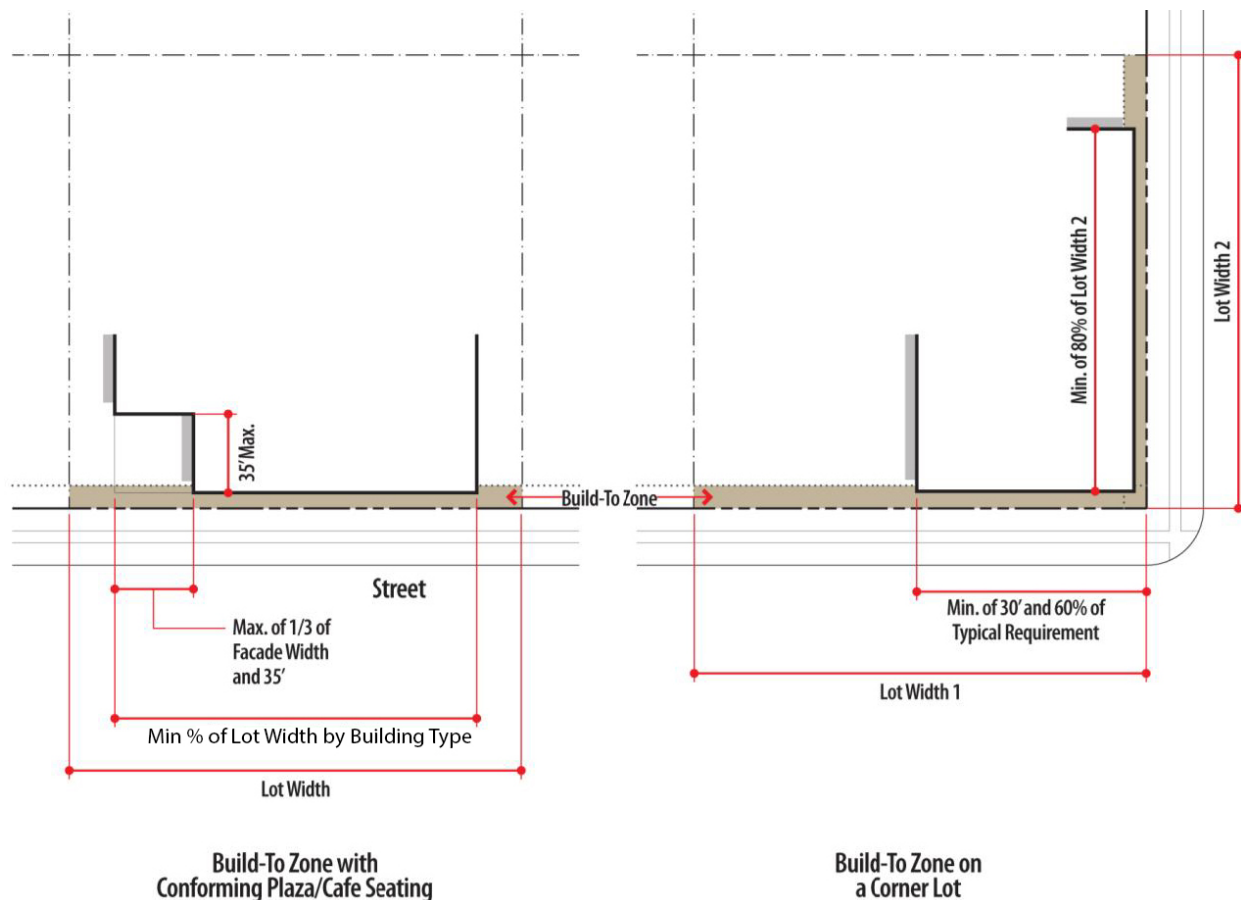 35' Max.
Build-To Zone
Street
Max. of 1/3 of
Facade Width
and 35'
Min % of Lot Width by Building Type
Lot Width
Build-To Zone with
Conforming Plaza/Cafe Seating
Min. of 80% of Lot Width 2
Lot Width 2
Min. of 30' and 60% of
Typical Requirement
Lot Width 1
Build-To Zone on
a Corner Lot